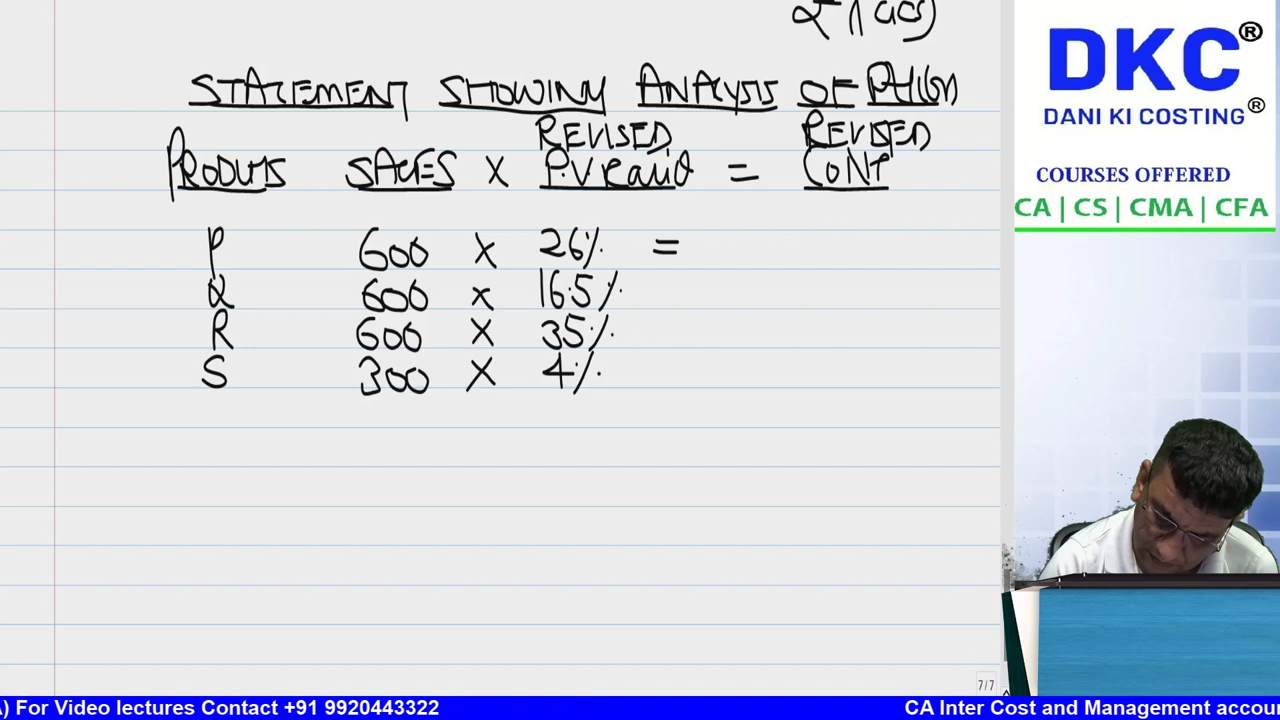 ₹ (lacs)
STATEMENT SHOWING ANALYSIS OF
REVISED REVISED
PRODUCTS SALES × P.V Ratio = CONT
P 600 × 26% =
Q 600 × 16.5%
R 600 × 35%
S 300 × 4%
7/7
DKC®
DANI KI COSTING®
COURSES OFFERED
CA | CS | CMA | CFA
A) For Video lectures Contact +91 9920443322
CA Inter Cost and Management accou